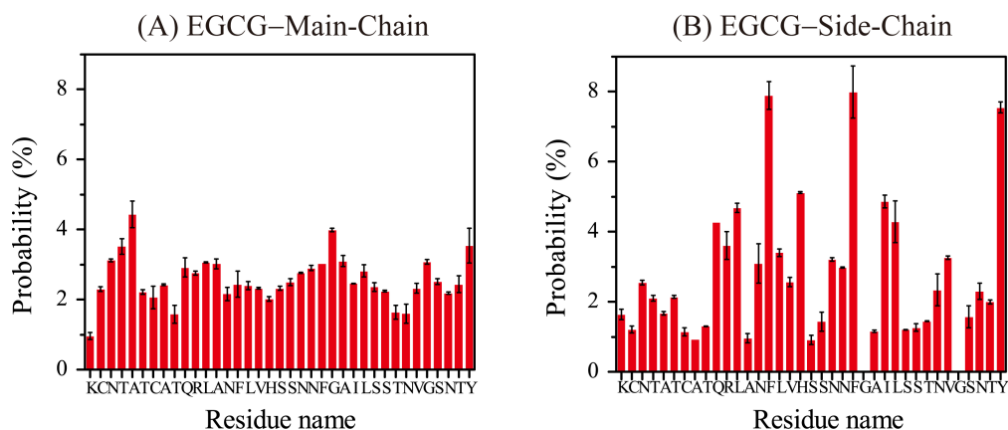 (A) EGCG–Main-Chain
Probability (%)
8
6
4
2
0
KCNTATCATQRLANFLVHSSNNFGAILSSTNVGSNTY
Residue name
(B) EGCG–Side-Chain
Probability (%)
8
6
4
2
0
KCNTATCATQRLANFLVHSSNNFGAILSSTNVGSNTY
Residue name